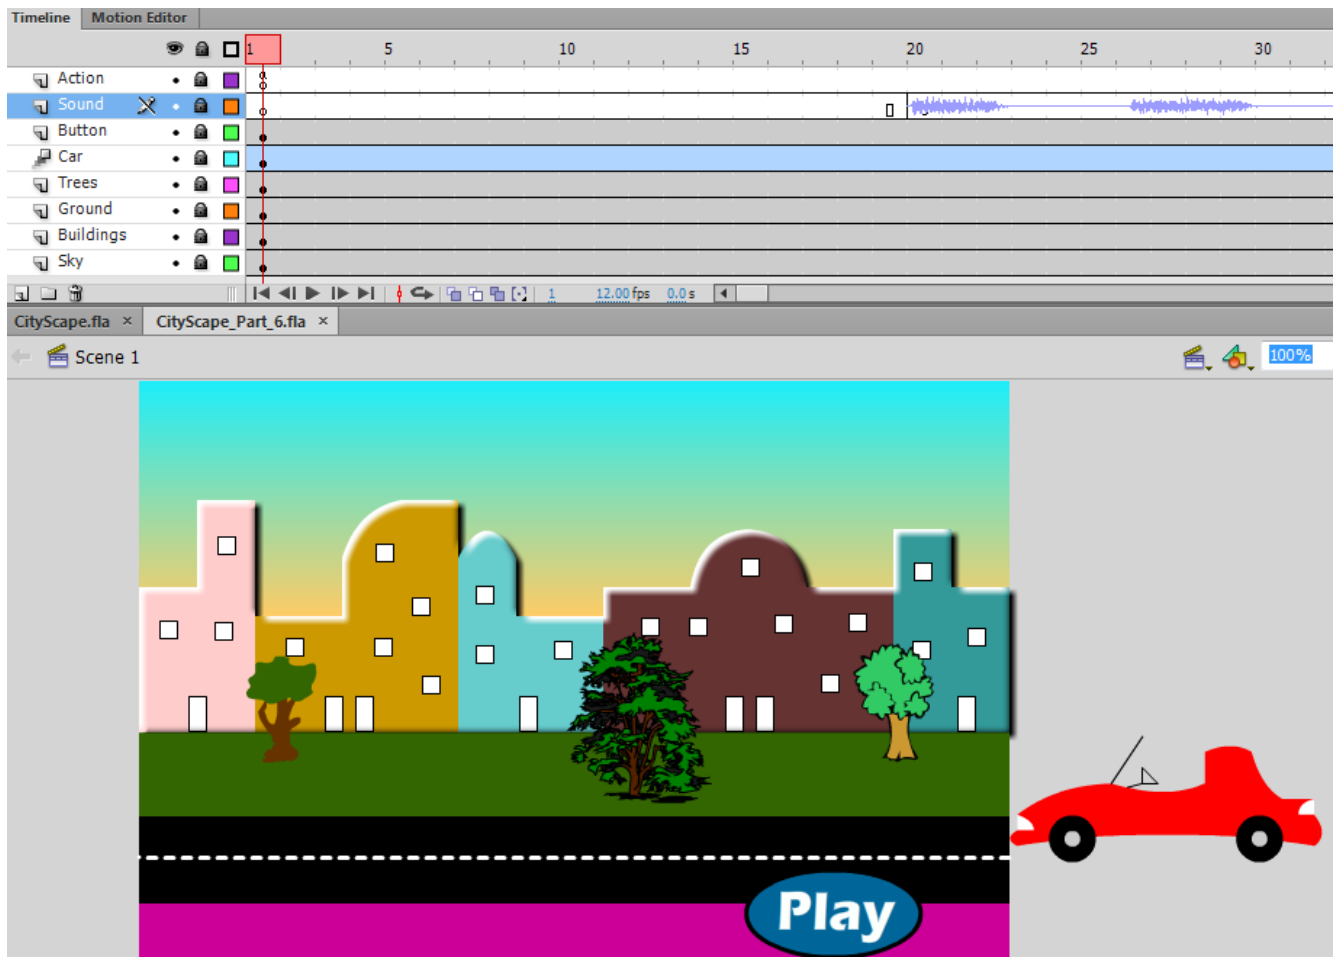 Timeline Motion Editor
1 5 10 15 20 25 30
Action
Sound
Button
Car
Trees
Ground
Buildings
Sky
1 12.00 fps 0.0 s
CityScape.fla × CityScape_Part_6.fla ×
Scene 1 100%
Play